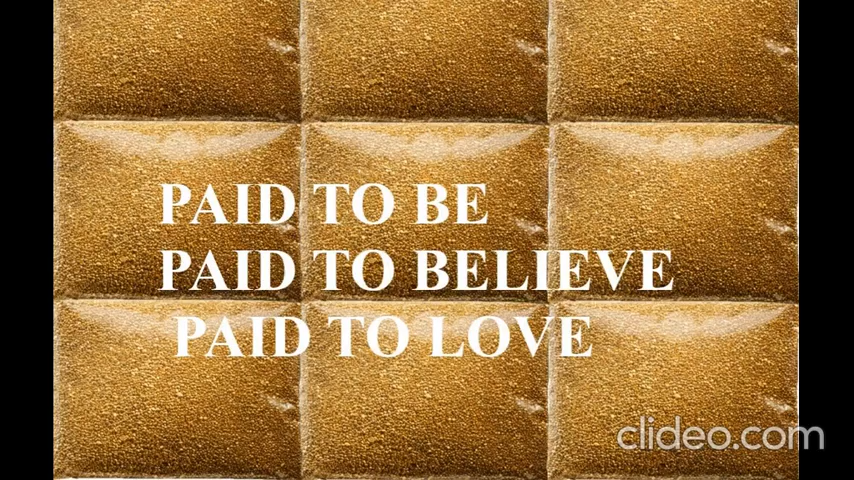 PAID TO BE
PAID TO BELIEVE
PAID TO LOVE
clideo.com